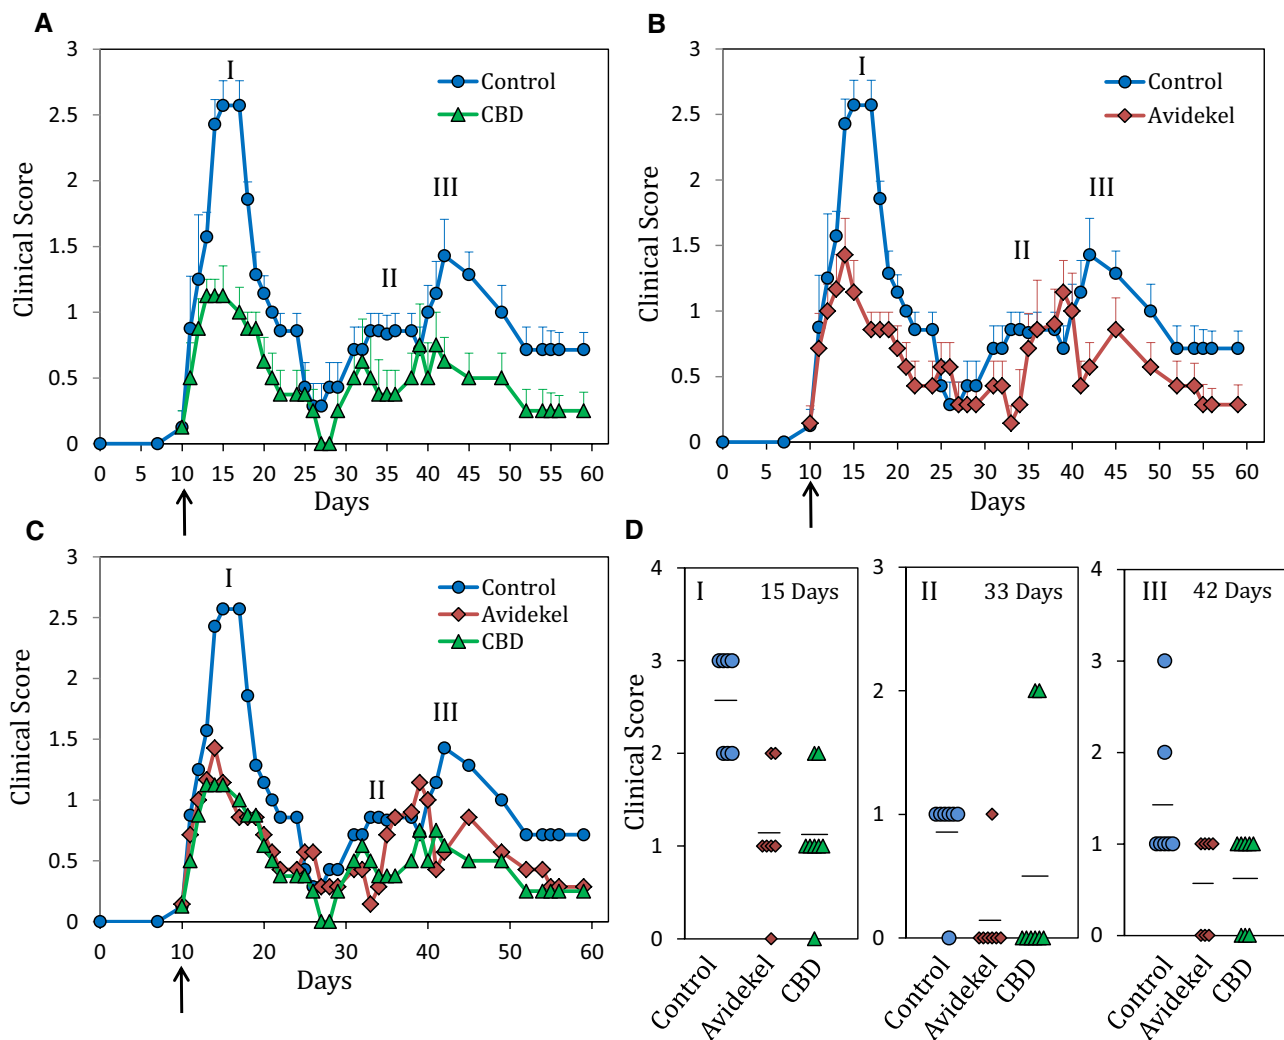 A
3
2.5
2
1.5
1
0.5
0
Clinical Score
I
II
III
Control
CBD
0 5 10 15 20 25 30 35 40 45 50 55 60
Days
B
3
2.5
2
1.5
1
0.5
0
Clinical Score
I
II
III
Control
Avidekel
0 5 10 15 20 25 30 35 40 45 50 55 60
Days
C
3
2.5
2
1.5
1
0.5
0
Clinical Score
I
II
III
Control
Avidekel
CBD
0 5 10 15 20 25 30 35 40 45 50 55 60
Days
D
Clinical Score
4
3
2
1
0
I 15 Days
Control Avidekel CBD
3
2
1
0
II 33 Days
Control Avidekel CBD
4
3
2
1
0
III 42 Days
Control Avidekel CBD